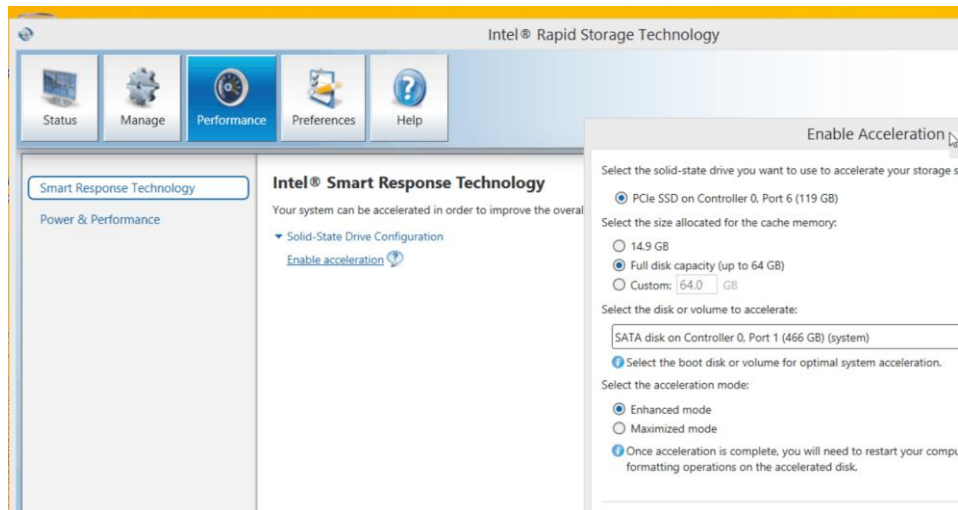 Intel® Rapid Storage Technology
Status
Manage
Performance
Preferences
Help
Smart Response Technology
Power & Performance
Intel® Smart Response Technology
Your system can be accelerated in order to improve the overal
Solid-State Drive Configuration
Enable acceleration
Enable Acceleration
Select the solid-state drive you want to use to accelerate your storage s
PCIe SSD on Controller 0, Port 6 (119 GB)
Select the size allocated for the cache memory:
14.9 GB
Full disk capacity (up to 64 GB)
Custom: 64.0 GB
Select the disk or volume to accelerate:
SATA disk on Controller 0, Port 1 (466 GB) (system)
Select the boot disk or volume for optimal system acceleration.
Select the acceleration mode:
Enhanced mode
Maximized mode
Once acceleration is complete, you will need to restart your compu
formatting operations on the accelerated disk.